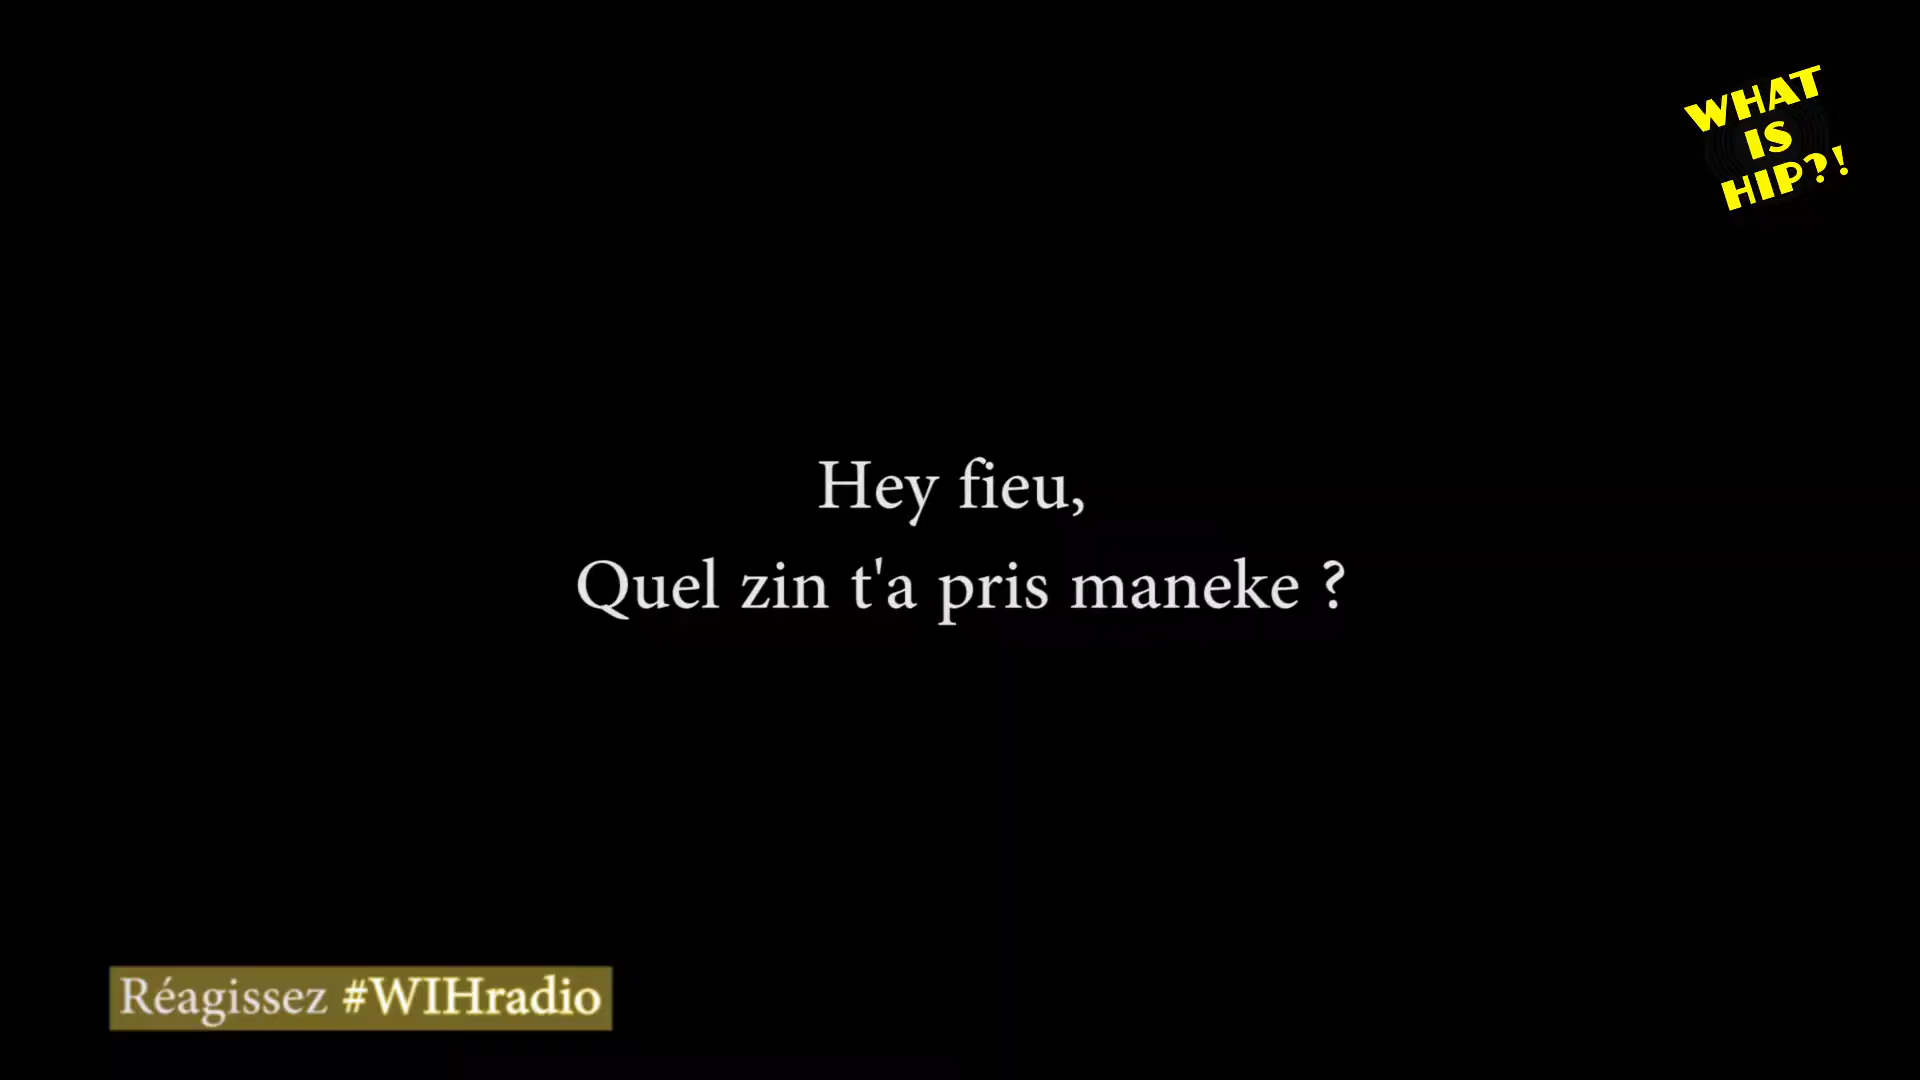 WHAT
IS
HIP?!
Hey fieu,
Quel zin t'a pris maneke ?
Réagissez #WIHradio